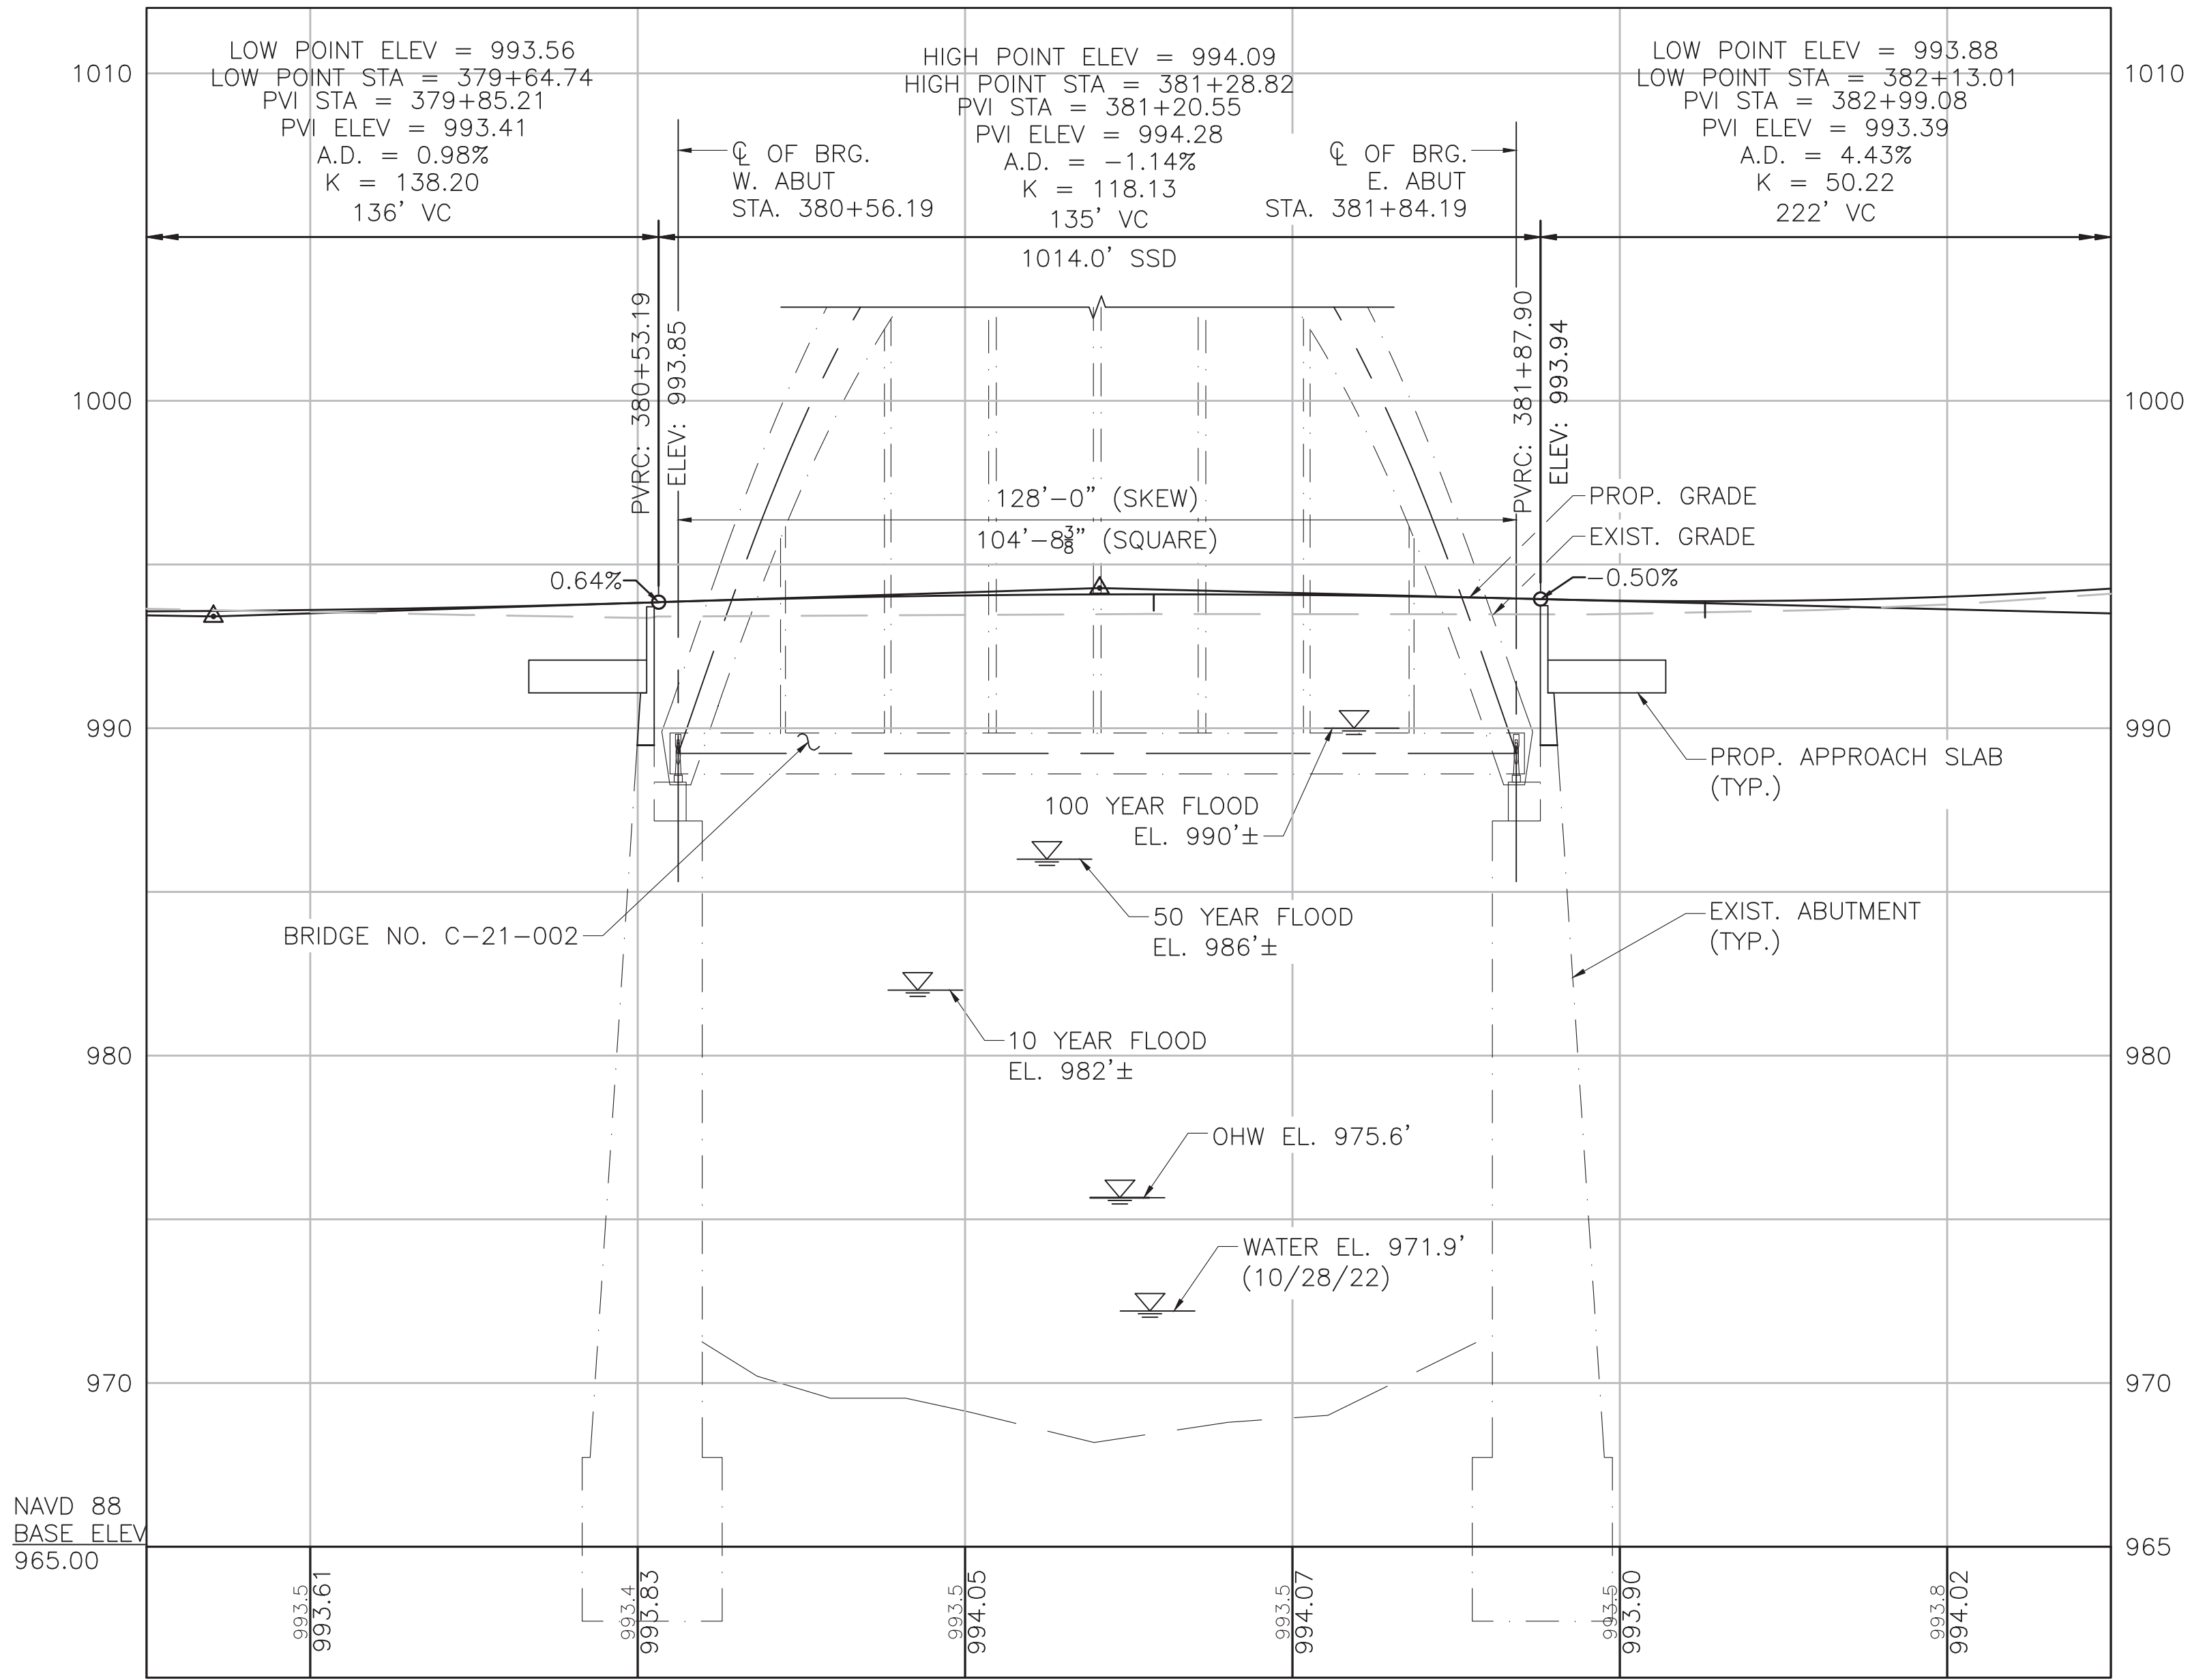 LOW POINT ELEV = 993.56
LOW POINT STA = 379+64.74
PVI STA = 379+85.21
PVI ELEV = 993.41
A.D. = 0.98%
K = 138.20
136' VC
HIGH POINT ELEV = 994.09
HIGH POINT STA = 381+28.82
PVI STA = 381+20.55
PVI ELEV = 994.28
A.D. = -1.14%
K = 118.13
135' VC
1014.0' SSD
LOW POINT ELEV = 993.88
LOW POINT STA = 382+13.01
PVI STA = 382+99.08
PVI ELEV = 993.39
A.D. = 4.43%
K = 50.22
222' VC
℄ OF BRG.
W. ABUT
STA. 380+56.19
℄ OF BRG.
E. ABUT
STA. 381+84.19
1010
1010
PVRC: 380+53.19
ELEV: 993.85
PVRC: 381+87.90
ELEV: 993.94
1000
1000
128'-0" (SKEW)
104'-8 3/8" (SQUARE)
PROP. GRADE
EXIST. GRADE
0.64%
-0.50%
990
990
PROP. APPROACH SLAB
(TYP.)
100 YEAR FLOOD
EL. 990'±
50 YEAR FLOOD
EL. 986'±
BRIDGE NO. C-21-002
EXIST. ABUTMENT
(TYP.)
10 YEAR FLOOD
EL. 982'±
980
980
OHW EL. 975.6'
WATER EL. 971.9'
(10/28/22)
970
970
NAVD 88
BASE ELEV
965.00
965
993.5
993.61
993.4
993.83
993.5
994.05
993.5
994.07
993.5
993.90
993.8
994.02